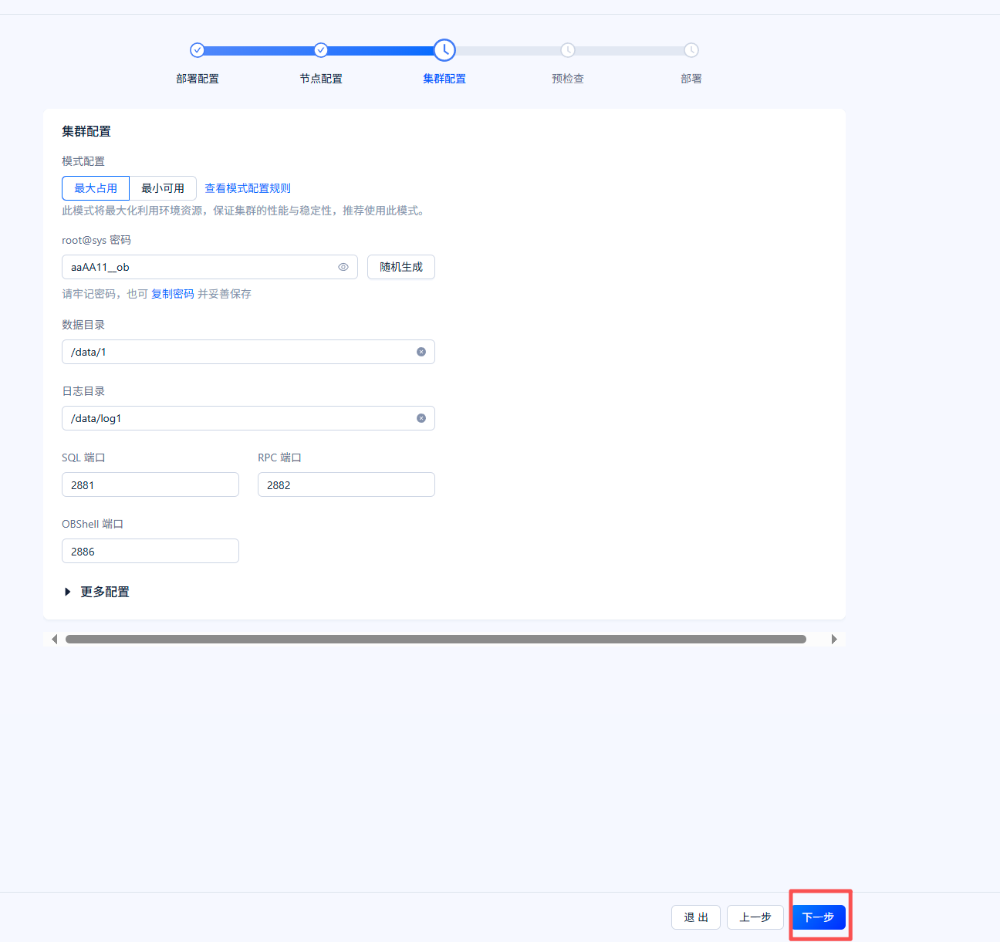 部署配置 节点配置 集群配置 预检查 部署
集群配置
模式配置
最大占用 最小可用 查看模式配置规则
此模式将最大化利用环境资源，保证集群的性能与稳定性，推荐使用此模式。
root@sys 密码
aaAA11__ob 随机生成
请牢记密码，也可 复制密码 并妥善保存
数据目录
/data/1
日志目录
/data/log1
SQL 端口 RPC 端口
2881 2882
OBShell 端口
2886
更多配置
退 出 上一步 下一步